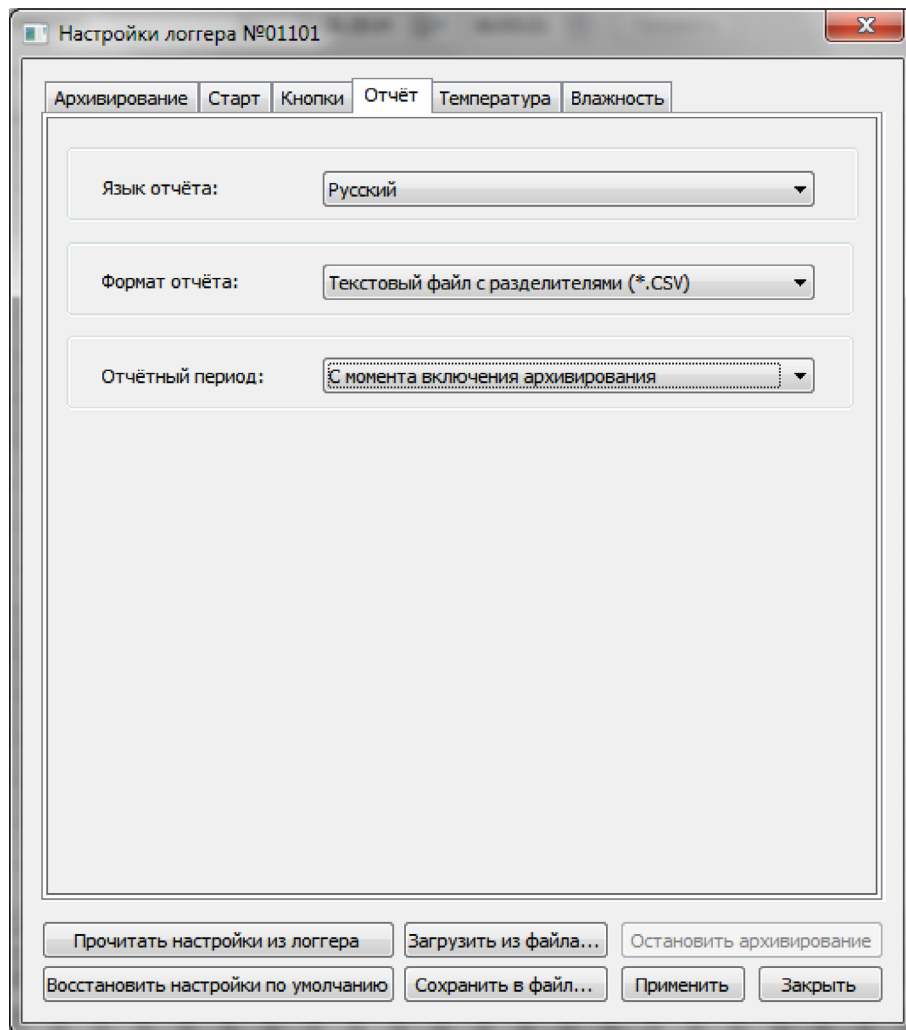 Настройки логгера №01101
Архивирование Старт Кнопки Отчёт Температура Влажность
Язык отчёта: Русский
Формат отчёта: Текстовый файл с разделителями (*.CSV)
Отчётный период: С момента включения архивирования
Прочитать настройки из логгера Загрузить из файла... Остановить архивирование
Восстановить настройки по умолчанию Сохранить в файл... Применить Закрыть